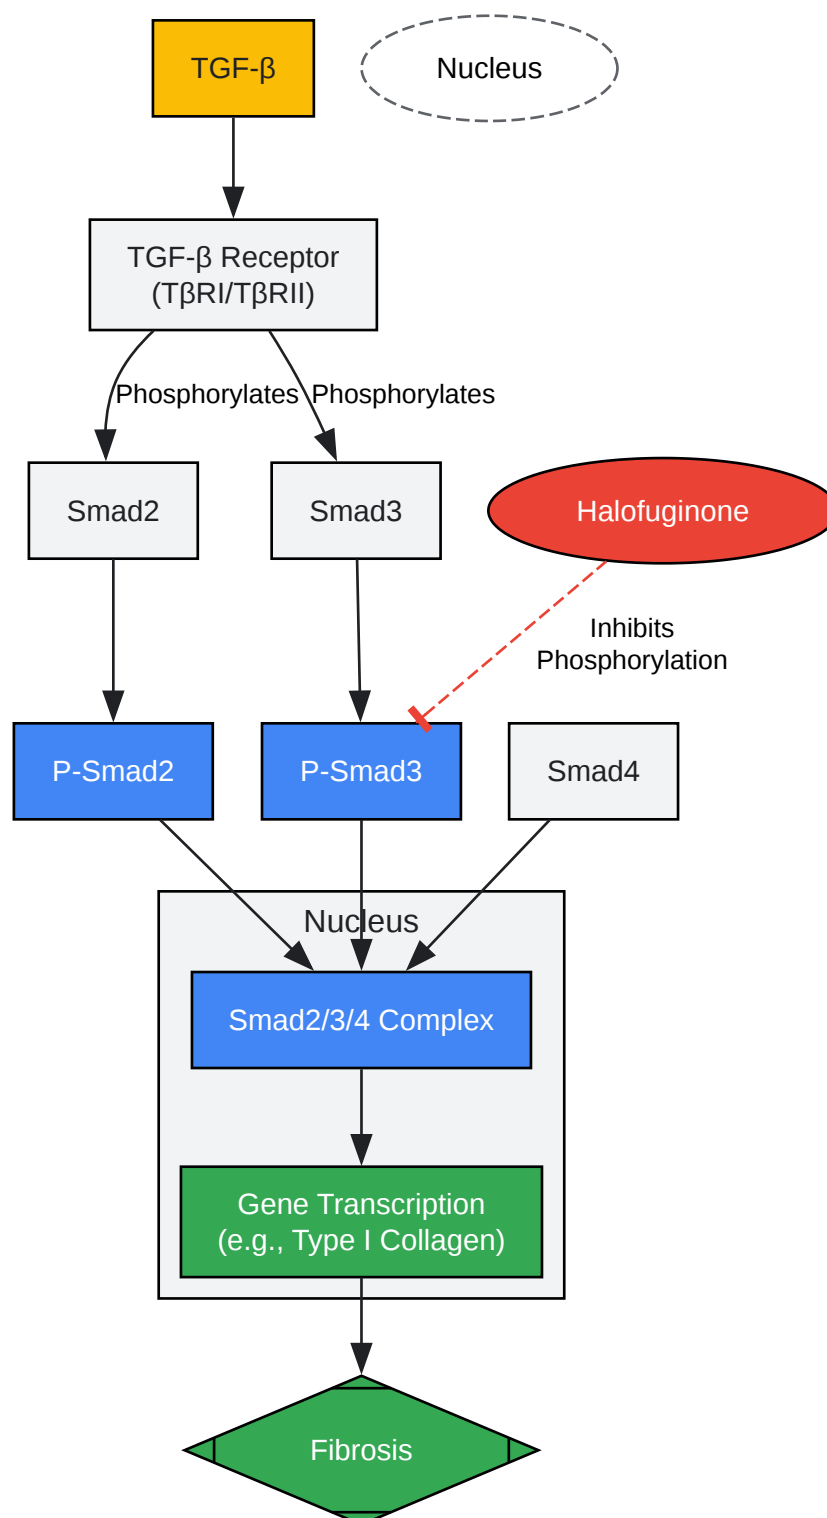 TGF-β
Nucleus
TGF-β Receptor
(TβRI/TβRII)
Phosphorylates
Phosphorylates
Smad2
Smad3
Halofuginone
Inhibits
Phosphorylation
P-Smad2
P-Smad3
Smad4
Nucleus
Smad2/3/4 Complex
Gene Transcription
(e.g., Type I Collagen)
Fibrosis